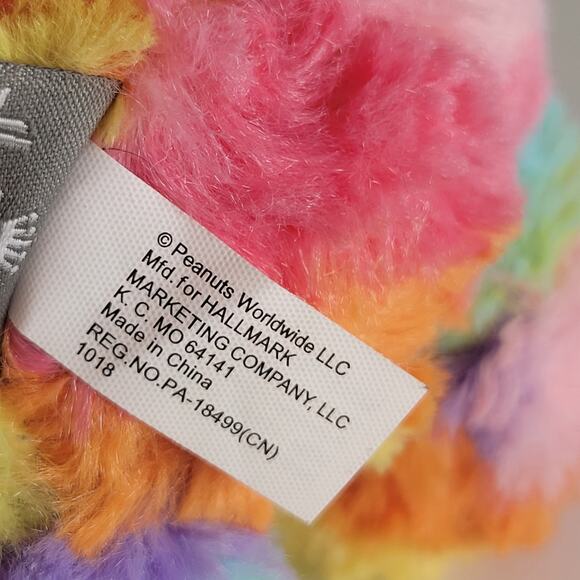 © Peanuts Worldwide LLC
Mfd. for HALLMARK
MARKETING COMPANY, LLC
K. C. MO 64141
Made in China
REG.NO.PA-18499(CN)
1018